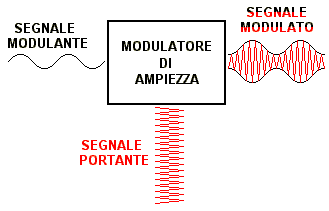 SEGNALE
MODULANTE
MODULATORE
DI
AMPIEZZA
SEGNALE
MODULATO
SEGNALE
PORTANTE